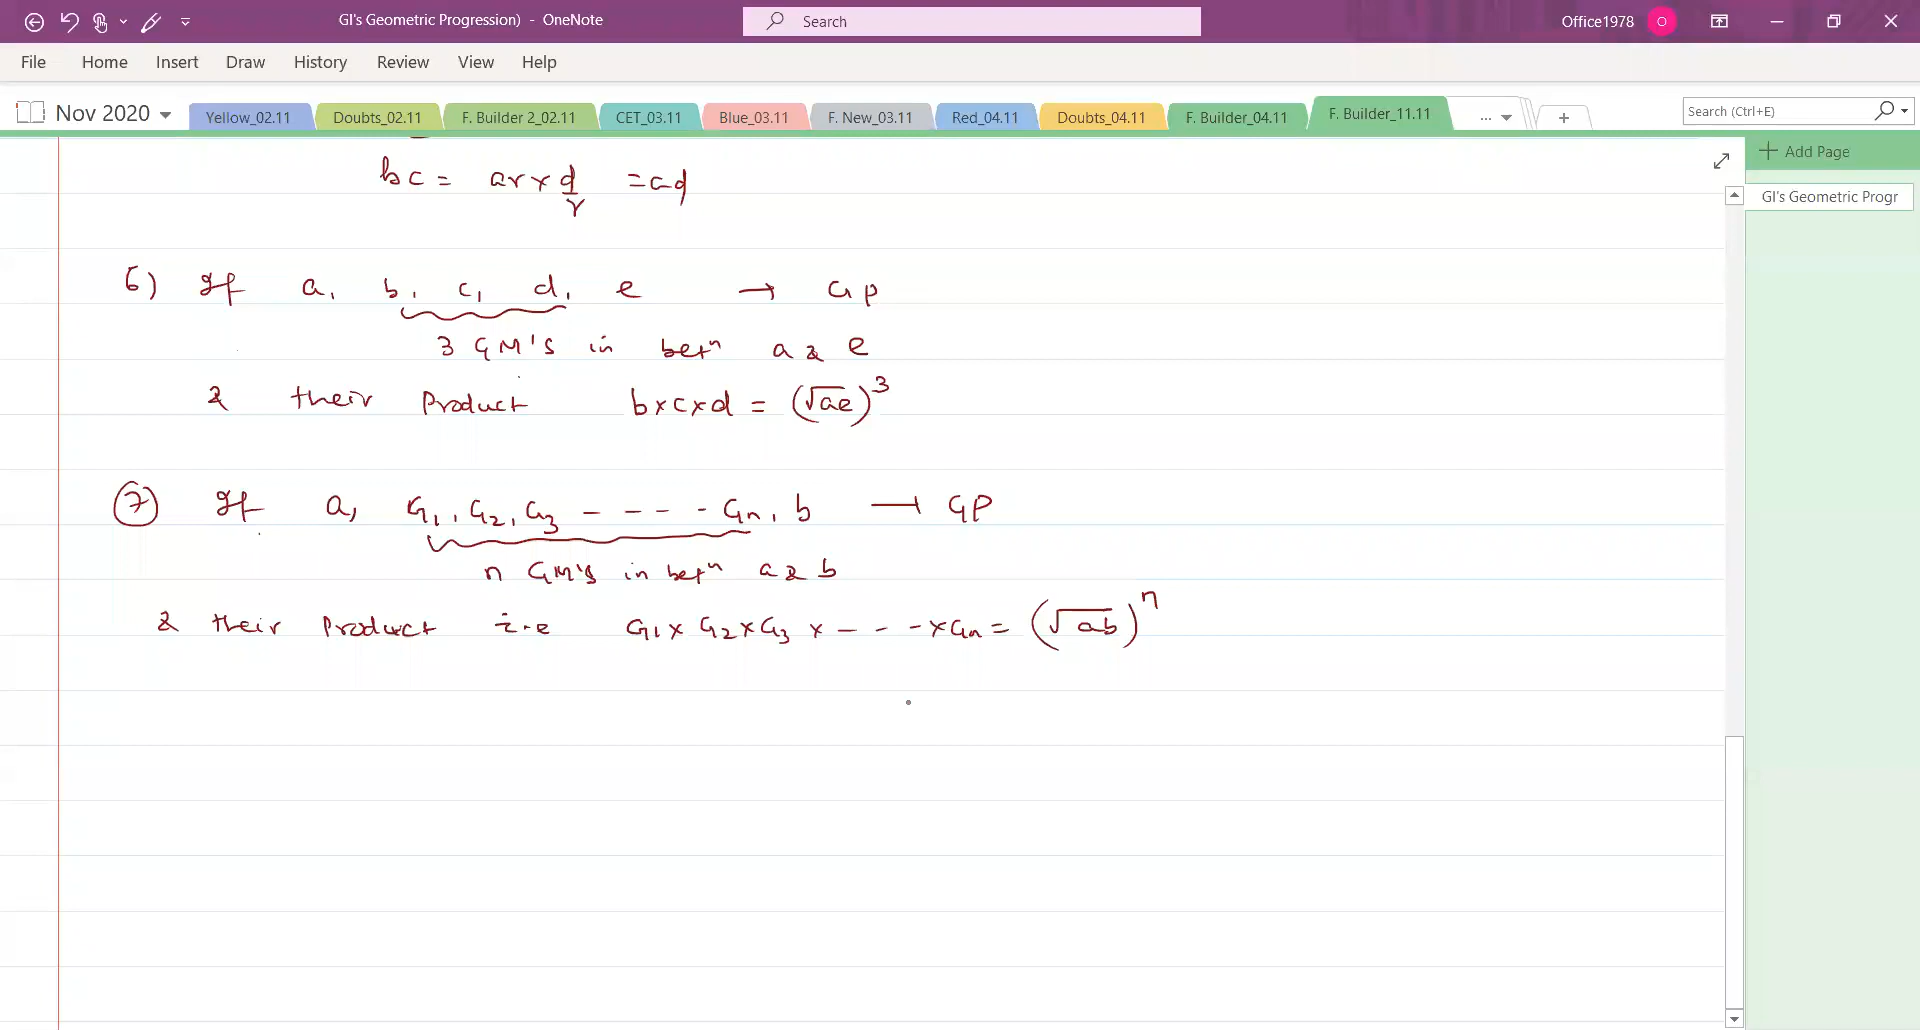 GI's Geometric Progression) - OneNote
Search
Office1978
O
File Home Insert Draw History Review View Help
Nov 2020
Yellow_02.11 Doubts_02.11 F. Builder 2_02.11 CET_03.11 Blue_03.11 F. New_03.11 Red_04.11 Doubts_04.11 F. Builder_04.11 F. Builder_11.11 ... +
Search (Ctrl+E)
Add Page
GI's Geometric Progr
bc = ar × d/r = ad
6) If a, b, c, d, e → GP
3 GM's in betn a & e
& their Product b×c×d = (√ae)³
7 If a, G₁, G₂, G₃ - - - - Gn, b → GP
n GM's in betn a & b
& their Product i.e G₁ × G₂ × G₃ × - - - × Gn = (√ab)ⁿ